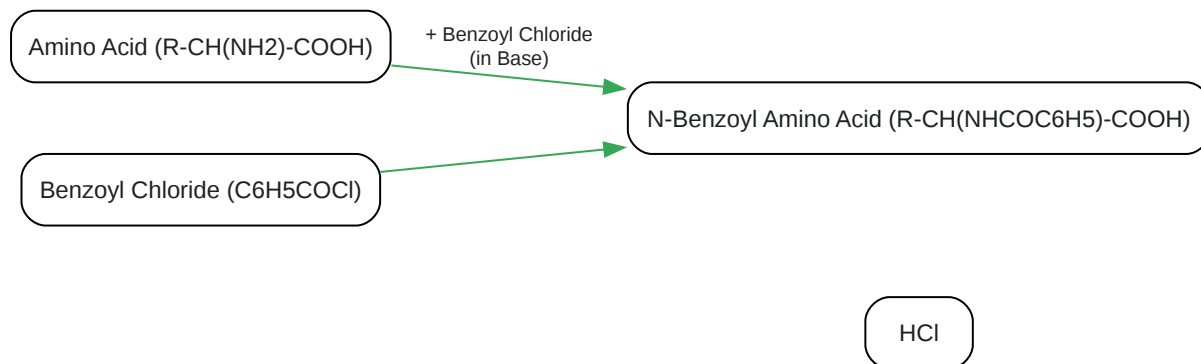 Amino Acid (R-CH(NH2)-COOH)
+ Benzoyl Chloride
(in Base)
N-Benzoyl Amino Acid (R-CH(NHCOC6H5)-COOH)
Benzoyl Chloride (C6H5COCl)
HCl